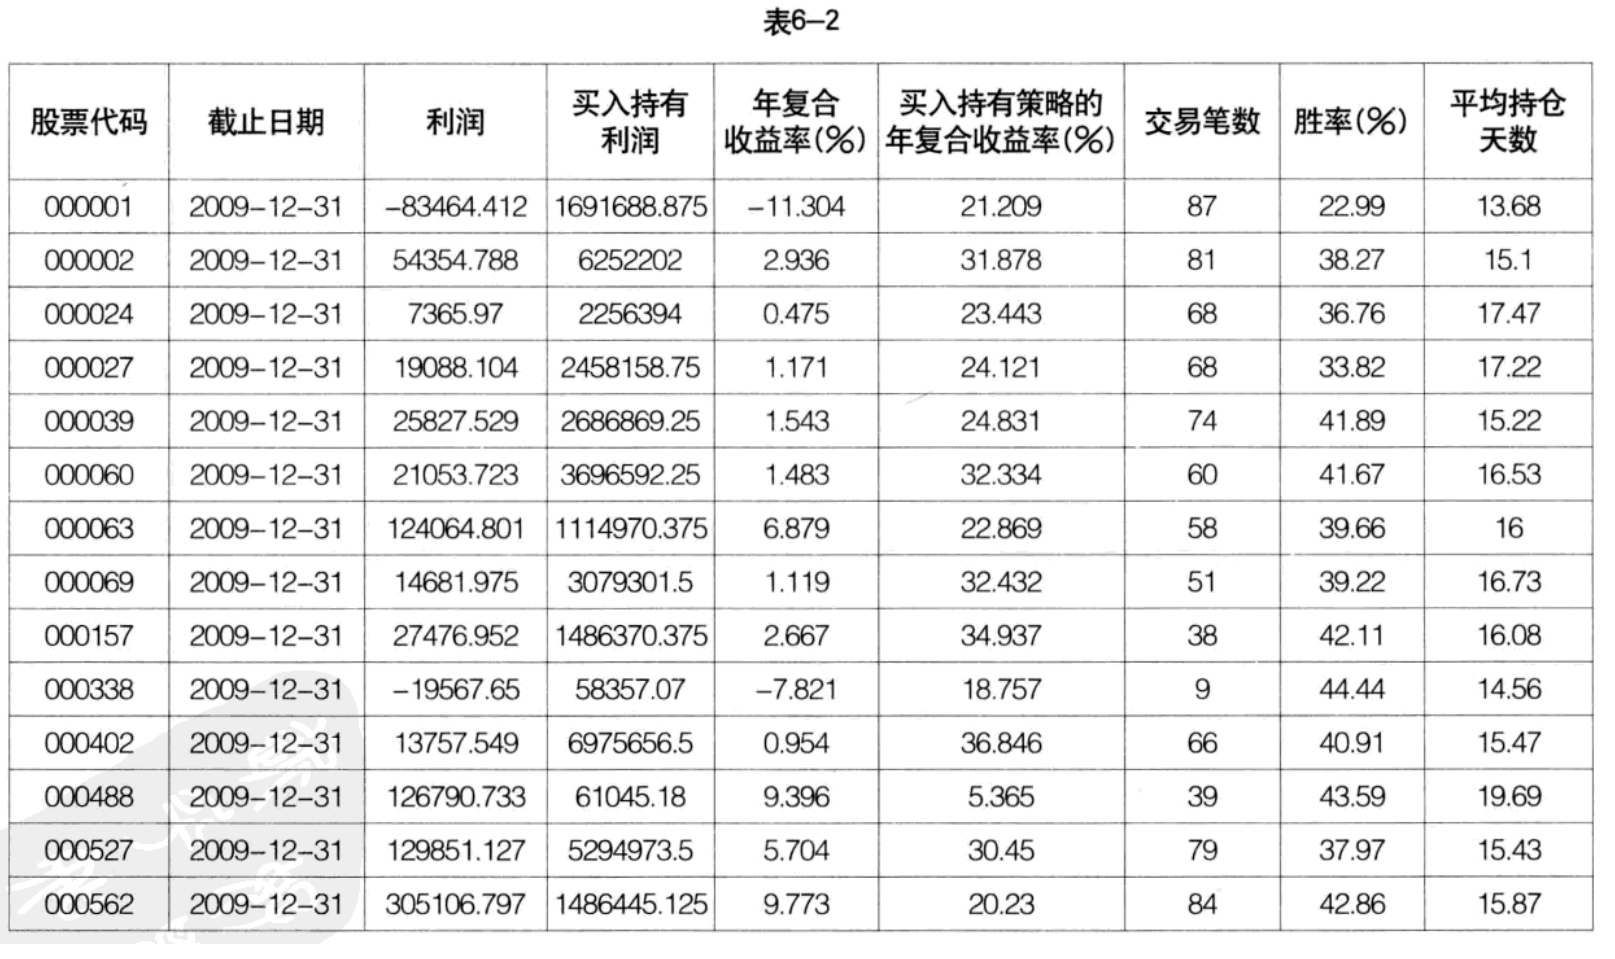 表6—2
股票代码 截止日期 利润 买入持有利润 年复合收益率(%) 买入持有策略的年复合收益率(%) 交易笔数 胜率(%) 平均持仓天数
000001 2009-12-31 -83464.412 1691688.875 -11.304 21.209 87 22.99 13.68
000002 2009-12-31 54354.788 6252202 2.936 31.878 81 38.27 15.1
000024 2009-12-31 7365.97 2256394 0.475 23.443 68 36.76 17.47
000027 2009-12-31 19088.104 2458158.75 1.171 24.121 68 33.82 17.22
000039 2009-12-31 25827.529 2686869.25 1.543 24.831 74 41.89 15.22
000060 2009-12-31 21053.723 3696592.25 1.483 32.334 60 41.67 16.53
000063 2009-12-31 124064.801 1114970.375 6.879 22.869 58 39.66 16
000069 2009-12-31 14681.975 3079301.5 1.119 32.432 51 39.22 16.73
000157 2009-12-31 27476.952 1486370.375 2.667 34.937 38 42.11 16.08
000338 2009-12-31 -19567.65 58357.07 -7.821 18.757 9 44.44 14.56
000402 2009-12-31 13757.549 6975656.5 0.954 36.846 66 40.91 15.47
000488 2009-12-31 126790.733 61045.18 9.396 5.365 39 43.59 19.69
000527 2009-12-31 129851.127 5294973.5 5.704 30.45 79 37.97 15.43
000562 2009-12-31 305106.797 1486445.125 9.773 20.23 84 42.86 15.87